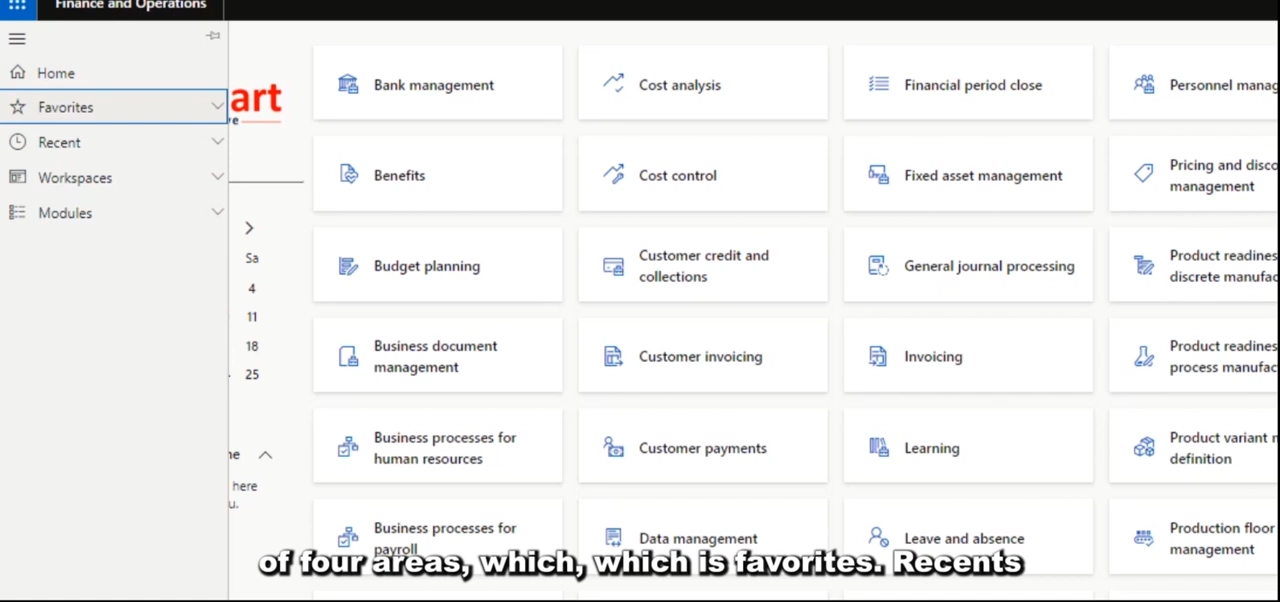 Finance and Operations
Home
Favorites
Recent
Workspaces
Modules
art
Sa
4
11
18
25
here
u.
Bank management
Cost analysis
Financial period close
Personnel manag
Benefits
Cost control
Fixed asset management
Pricing and disco
management
Budget planning
Customer credit and
collections
General journal processing
Product readines
discrete manufac
Business document
management
Customer invoicing
Invoicing
Product readines
process manufac
Business processes for
human resources
Customer payments
Learning
Product variant
definition
Business processes for
payroll
Data management
Leave and absence
Production floor
management
of four areas, which, which is favorites. Recents